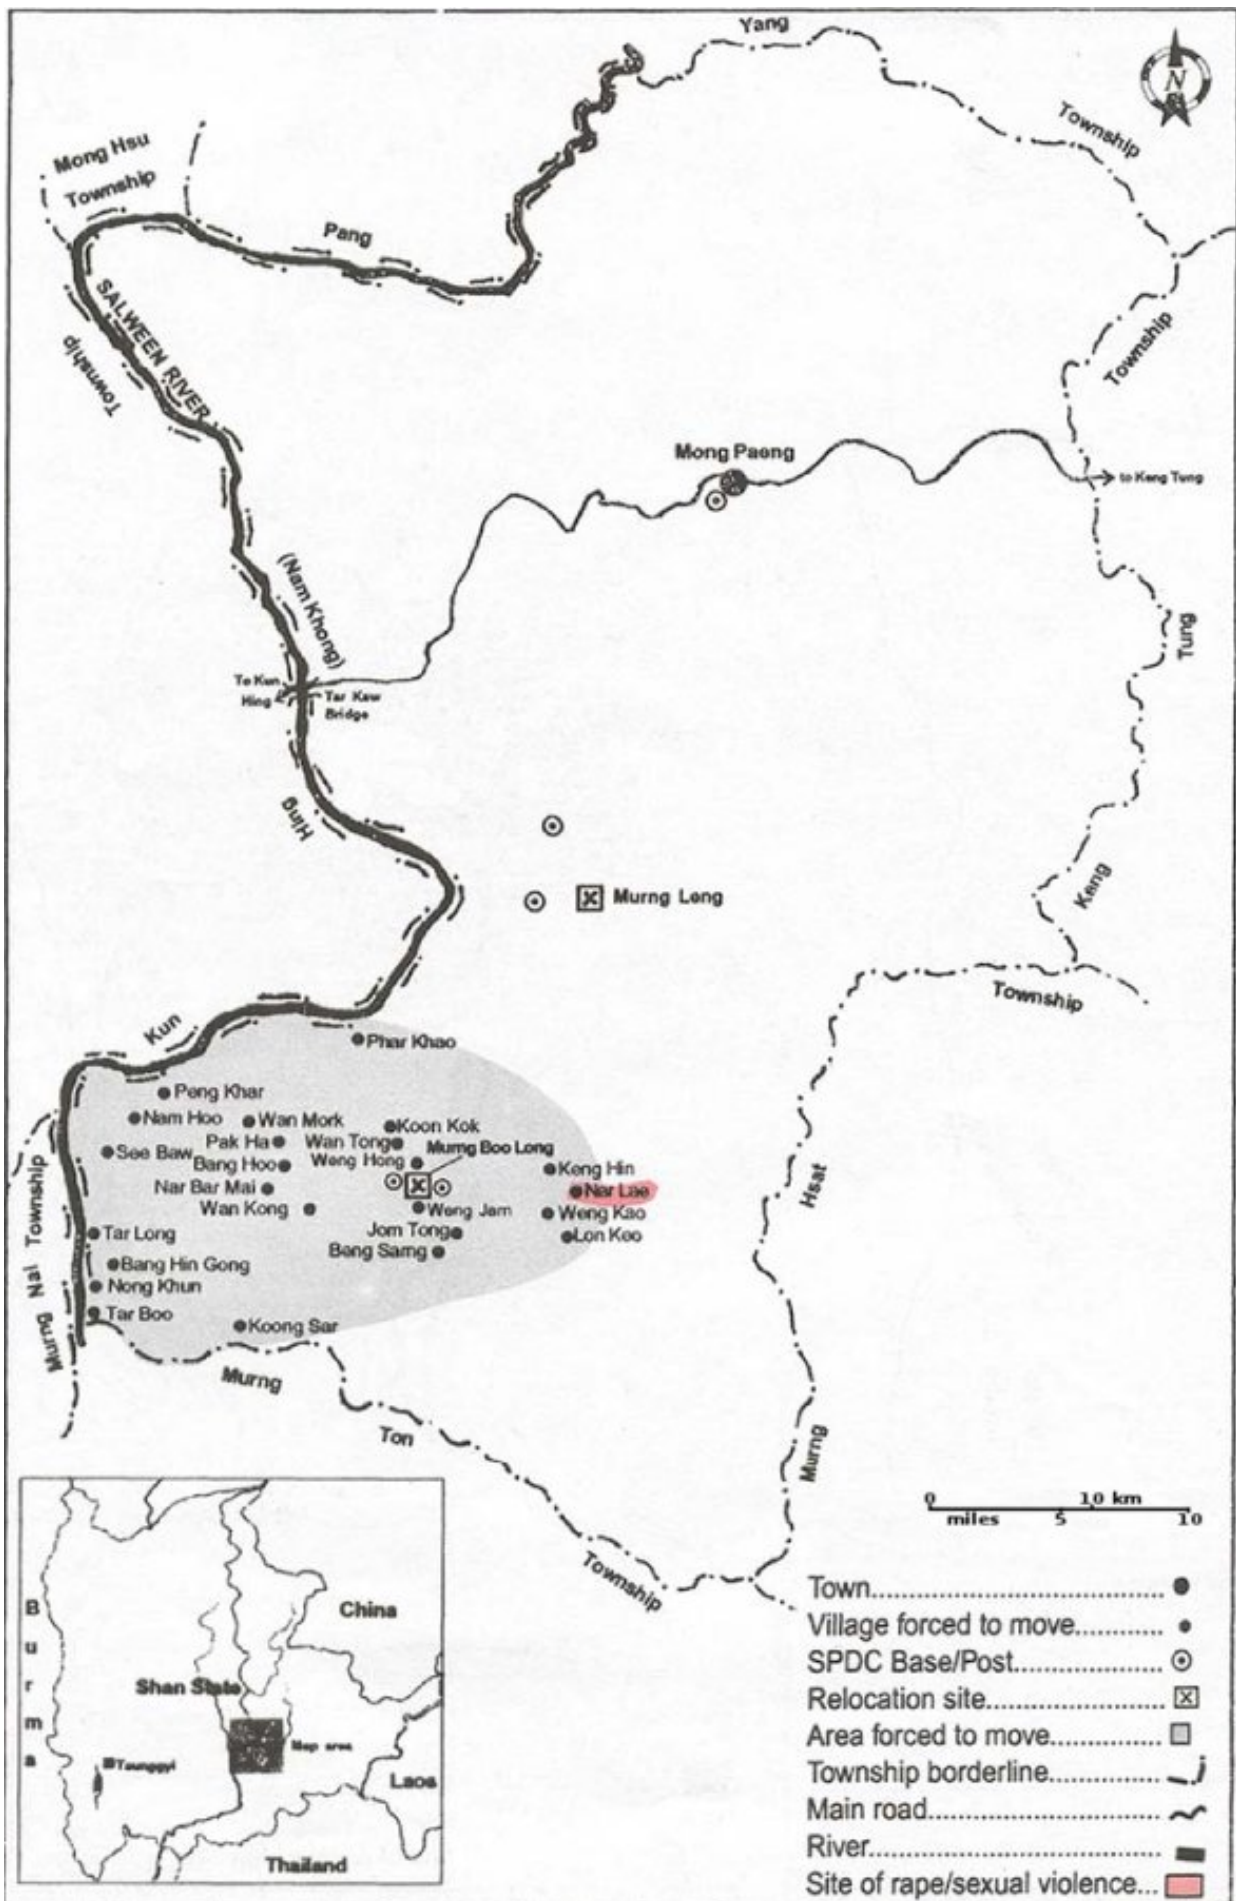 Yang
Township
N
Mong Hsu
Township
Pang
SALWEEN RIVER
Township
Township
Mong Paeng
to Keng Tung
(Nam Khong)
Tung
To Kun
Hing
Tar Kaw
Bridge
Hing
Keng
Murng Leng
Township
Kun
Phar Khao
Peng Khar
Nam Hoo
Wan Mork
Koon Kok
Pak Ha
Wan Tong
Murng Boo Long
See Baw
Bang Hoo
Weng Hong
Keng Hin
Nar Bar Mai
Nar Lae
Hsat
Wan Kong
Weng Jam
Weng Kao
Murng Nai Township
Tar Long
Jom Tong
Lon Keo
Bang Sarng
Bang Hin Gong
Nong Khun
Tar Boo
Koong Sar
Murng
Ton
Murng
Township
0 10 km
miles 5 10
Burma
China
Shan State
Map area
Taunggyi
Laos
Thailand
Town
Village forced to move
SPDC Base/Post
Relocation site
Area forced to move
Township borderline
Main road
River
Site of rape/sexual violence